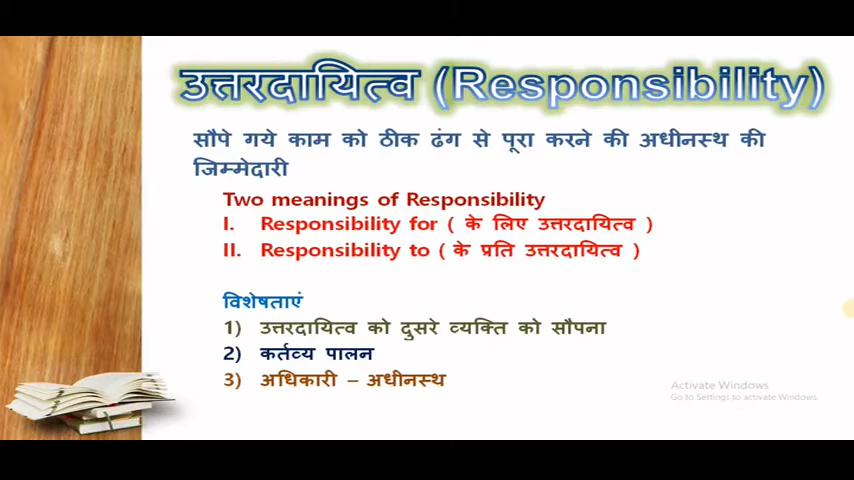 उत्तरदायित्व (Responsibility)
सौपे गये काम को ठीक ढंग से पूरा करने की अधीनस्थ की
जिम्मेदारी
Two meanings of Responsibility
I. Responsibility for ( के लिए उत्तरदायित्व )
II. Responsibility to ( के प्रति उत्तरदायित्व )
विशेषताएं
1) उत्तरदायित्व को दुसरे व्यक्ति को सौपना
2) कर्तव्य पालन
3) अधिकारी – अधीनस्थ
Activate Windows
Go to Settings to activate Windows.